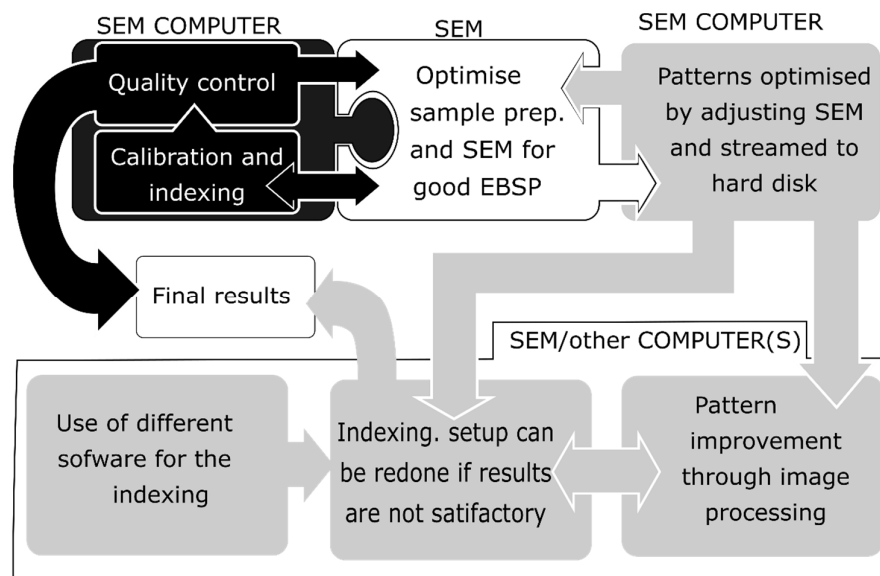 SEM COMPUTER
Quality control
Calibration and
indexing
SEM
Optimise
sample prep.
and SEM for
good EBSP
SEM COMPUTER
Patterns optimised
by adjusting SEM
and streamed to
hard disk
Final results
SEM/other COMPUTER(S)
Use of different
sofware for the
indexing
Indexing. setup can
be redone if results
are not satifactory
Pattern
improvement
through image
processing